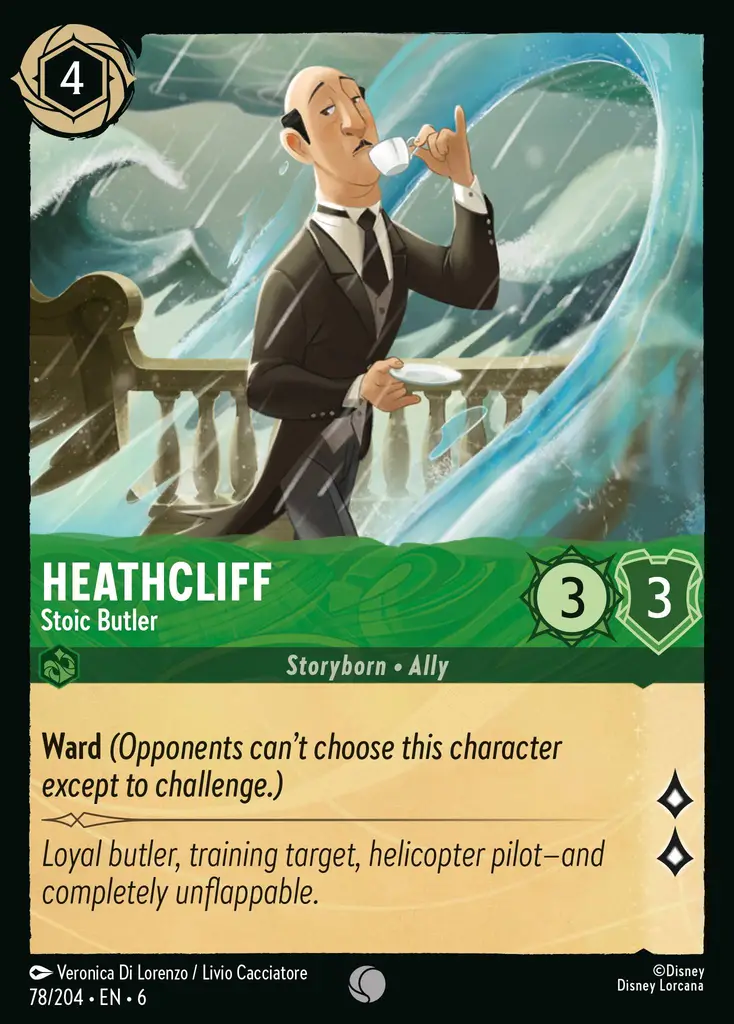 4
HEATHCLIFF
Stoic Butler
3
3
Storyborn • Ally
Ward (Opponents can't choose this character
except to challenge.)
Loyal butler, training target, helicopter pilot—and
completely unflappable.
Veronica Di Lorenzo / Livio Cacciatore
78/204 • EN • 6
©Disney
Disney Lorcana